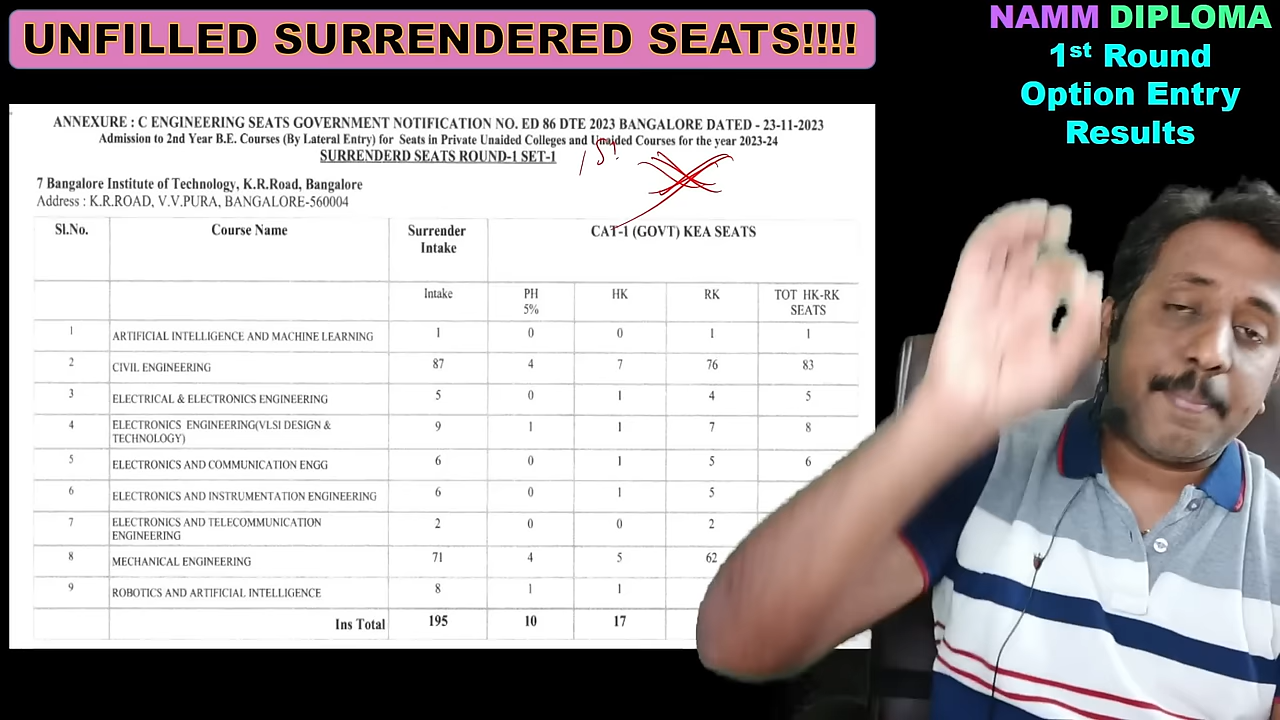 UNFILLED SURRENDERED SEATS!!!!
NAMM DIPLOMA
1st Round
Option Entry
Results
ANNEXURE : C ENGINEERING SEATS GOVERNMENT NOTIFICATION NO. ED 86 DTE 2023 BANGALORE DATED - 23-11-2023
Admission to 2nd Year B.E. Courses (By Lateral Entry) for Seats in Private Unaided Colleges and Unaided Courses for the year 2023-24
SURRENDERD SEATS ROUND-1 SET-1
1st
7 Bangalore Institute of Technology, K.R.Road, Bangalore
Address : K.R.ROAD, V.V.PURA, BANGALORE-560004
Sl.No. Course Name Surrender Intake CAT-1 (GOVT) KEA SEATS
Intake PH 5% HK RK TOT HK-RK SEATS
1 ARTIFICIAL INTELLIGENCE AND MACHINE LEARNING 1 0 0 1 1
2 CIVIL ENGINEERING 87 4 7 76 83
3 ELECTRICAL & ELECTRONICS ENGINEERING 5 0 1 4 5
4 ELECTRONICS ENGINEERING(VLSI DESIGN & TECHNOLOGY) 9 1 1 7 8
5 ELECTRONICS AND COMMUNICATION ENGG 6 0 1 5 6
6 ELECTRONICS AND INSTRUMENTATION ENGINEERING 6 0 1 5
7 ELECTRONICS AND TELECOMMUNICATION ENGINEERING 2 0 0 2
8 MECHANICAL ENGINEERING 71 4 5 62
9 ROBOTICS AND ARTIFICIAL INTELLIGENCE 8 1 1
Ins Total 195 10 17